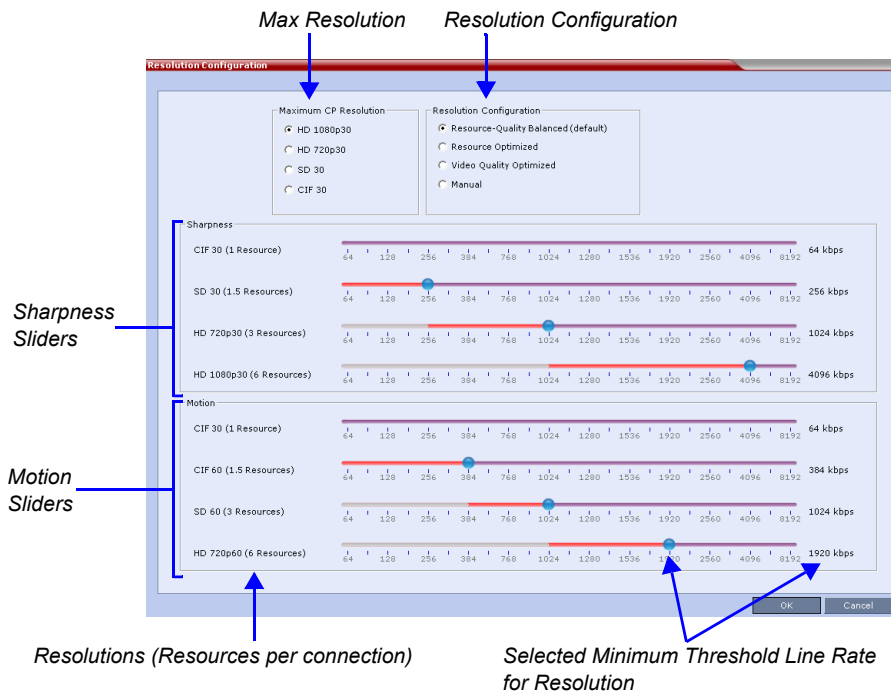 Max Resolution
Resolution Configuration
Resolution Configuration
Maximum CP Resolution
HD 1080p30
HD 720p30
SD 30
CIF 30
Resolution Configuration
Resource-Quality Balanced (default)
Resource Optimized
Video Quality Optimized
Manual
Sharpness
CIF 30 (1 Resource)
64 128 256 384 768 1024 1280 1536 1920 2560 4096 8192
64 kbps
SD 30 (1.5 Resources)
64 128 256 384 768 1024 1280 1536 1920 2560 4096 8192
256 kbps
HD 720p30 (3 Resources)
64 128 256 384 768 1024 1280 1536 1920 2560 4096 8192
1024 kbps
HD 1080p30 (6 Resources)
64 128 256 384 768 1024 1280 1536 1920 2560 4096 8192
4096 kbps
Sharpness
Sliders
Motion
CIF 30 (1 Resource)
64 128 256 384 768 1024 1280 1536 1920 2560 4096 8192
64 kbps
CIF 60 (1.5 Resources)
64 128 256 384 768 1024 1280 1536 1920 2560 4096 8192
384 kbps
SD 60 (3 Resources)
64 128 256 384 768 1024 1280 1536 1920 2560 4096 8192
1024 kbps
HD 720p60 (6 Resources)
64 128 256 384 768 1024 1280 1536 1920 2560 4096 8192
1920 kbps
Motion
Sliders
OK
Cancel
Resolutions (Resources per connection)
Selected Minimum Threshold Line Rate
for Resolution